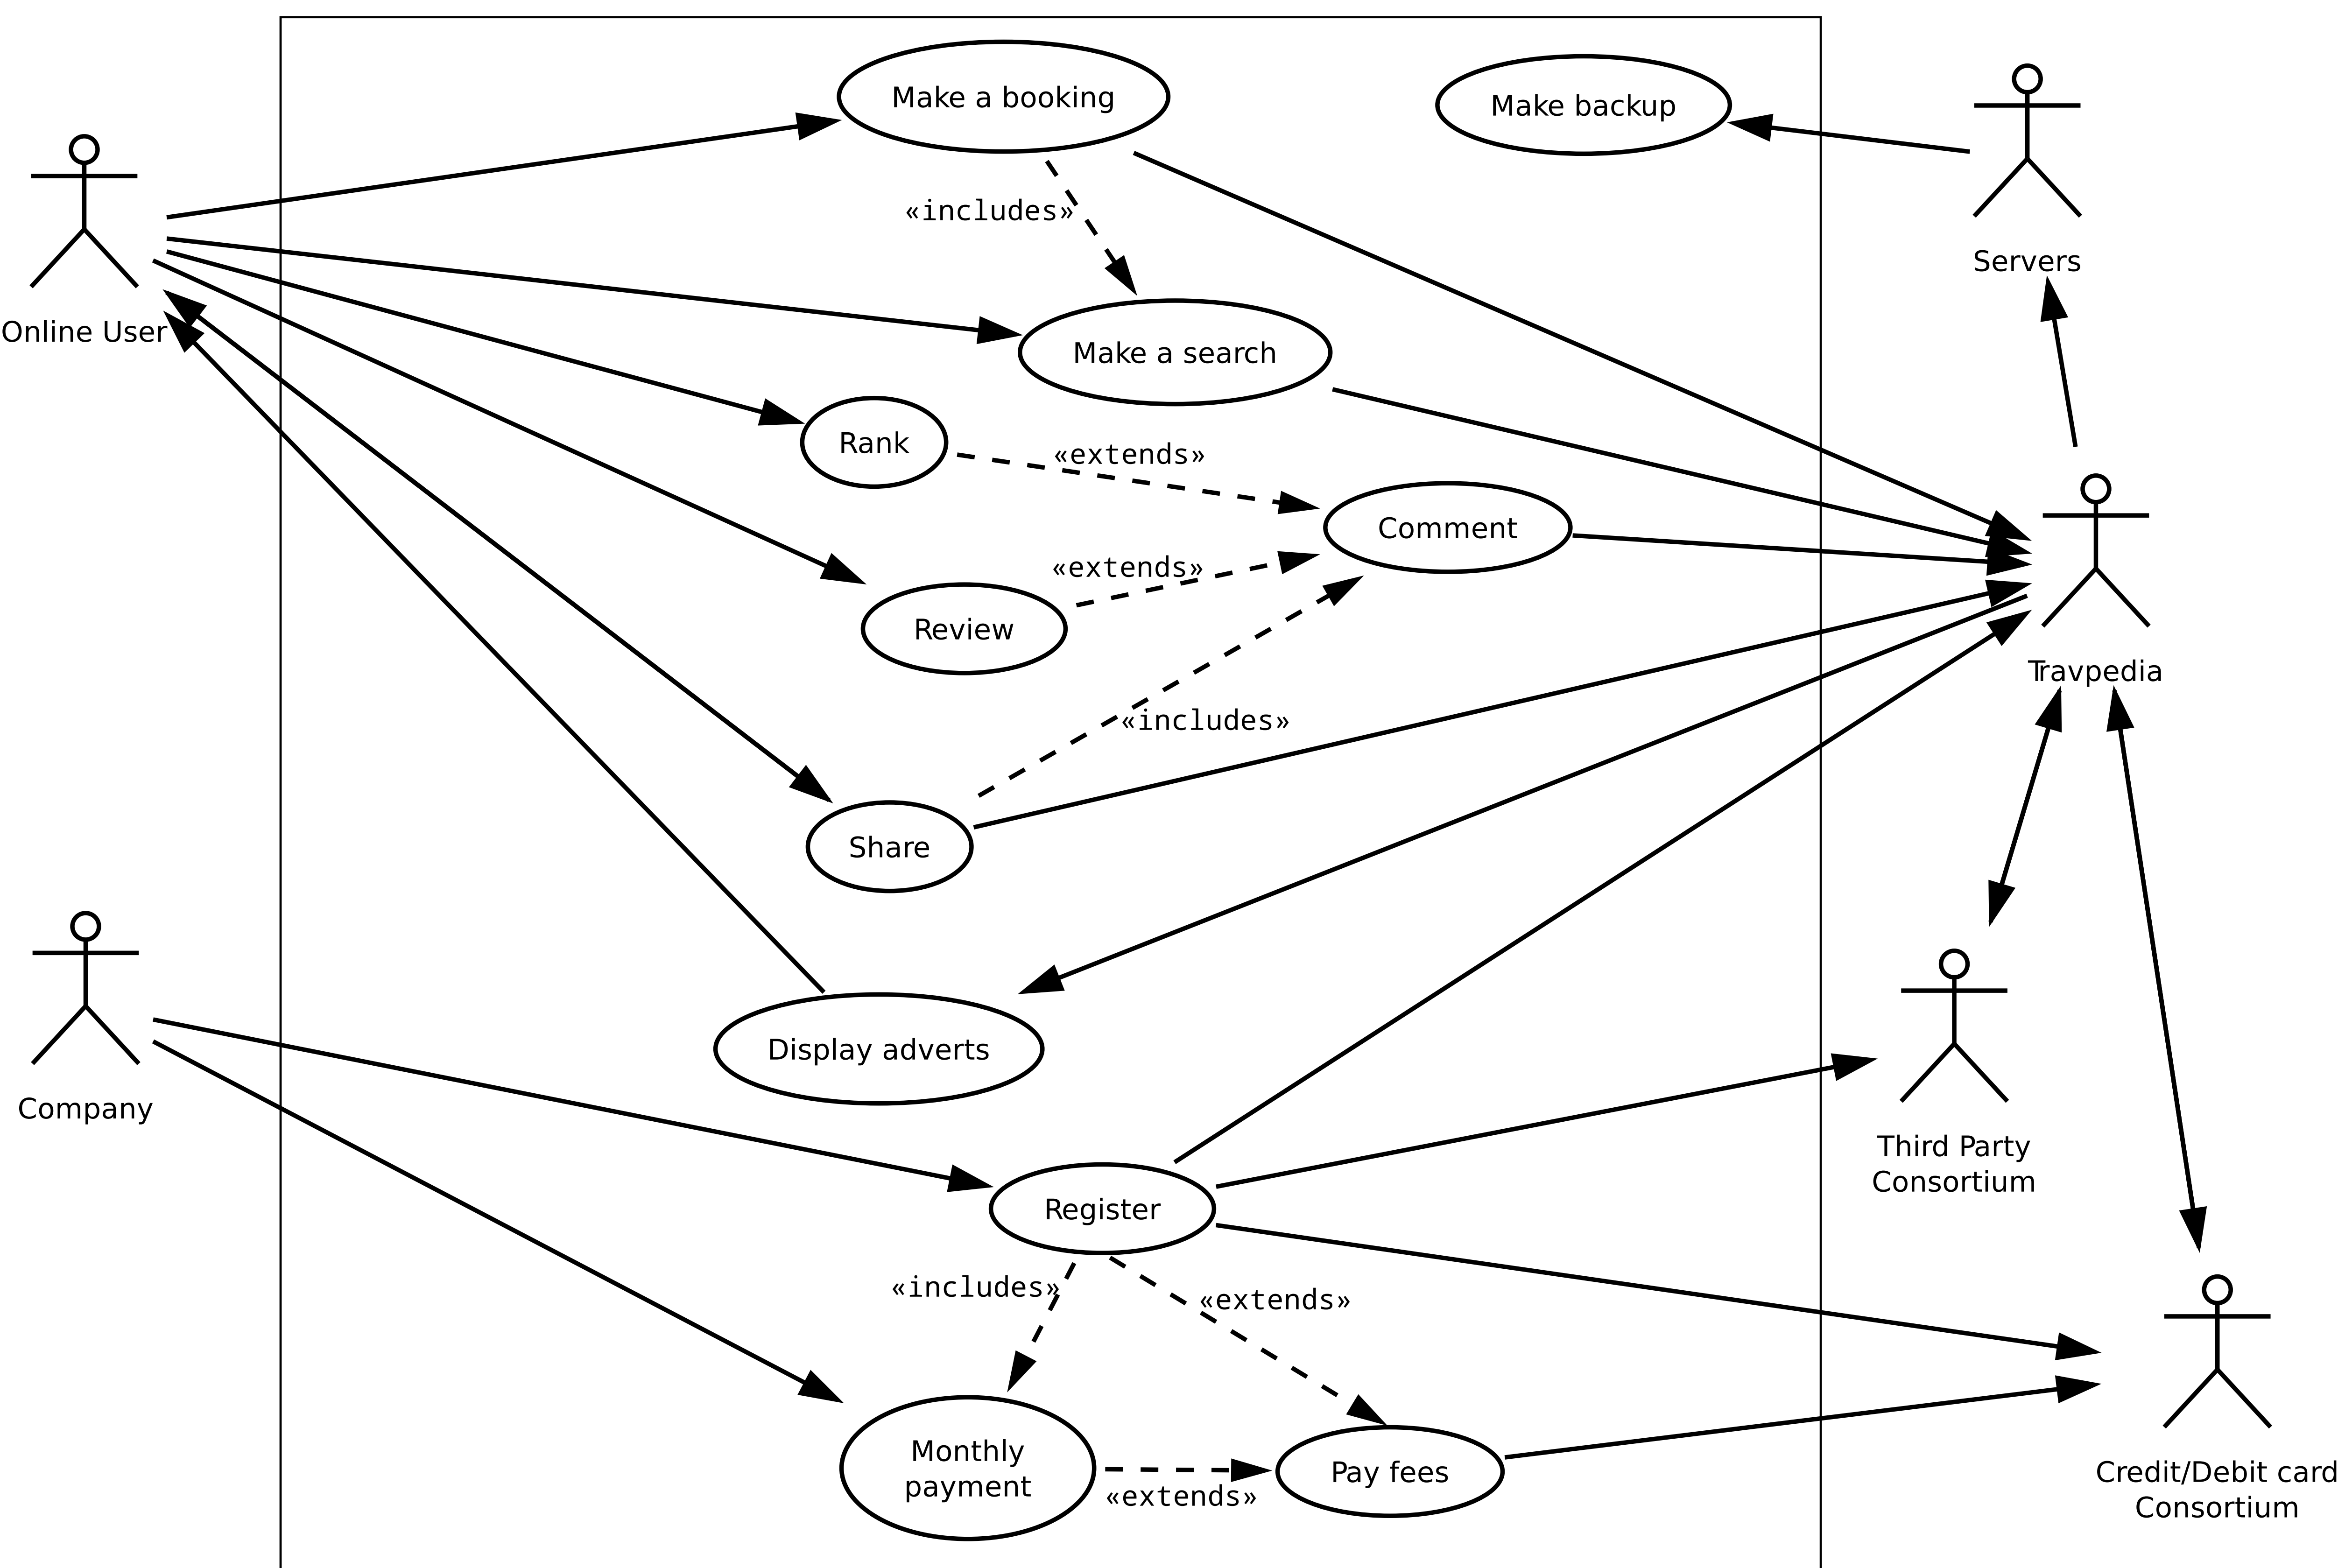 Make a booking
Make backup
«includes»
Servers
Online User
Make a search
Rank
«extends»
Comment
«extends»
Review
Travpedia
«includes»
Share
Display adverts
Company
Third Party
Consortium
Register
«includes»
«extends»
Monthly
payment
Pay fees
«extends»
Credit/Debit card
Consortium